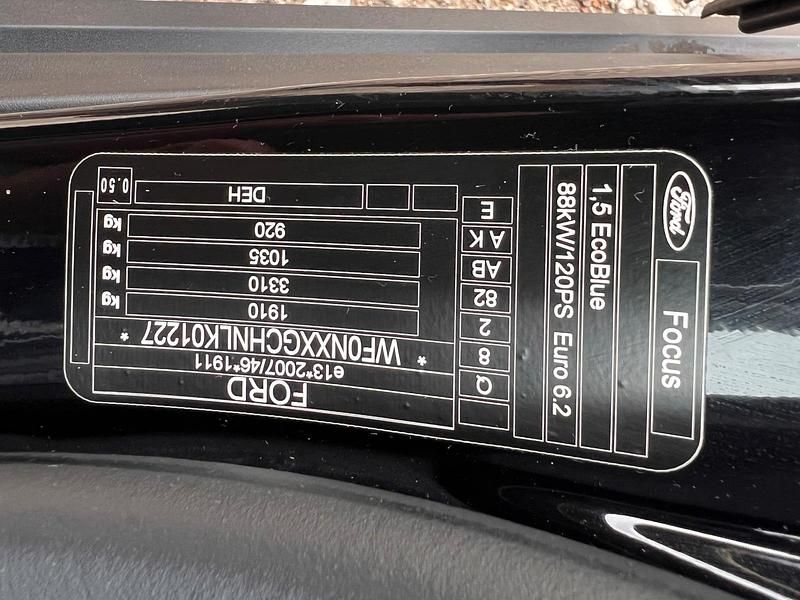 FORD
e13*2007/46*1911
* WF0NXXGCHNLK01227 *
1910 kg
3310 kg
1035 kg
920 kg
DEH 0.50
Q
8
2
82
AB
AK
E
Ford
Focus
1,5 EcoBlue
88kW/120PS Euro 6.2